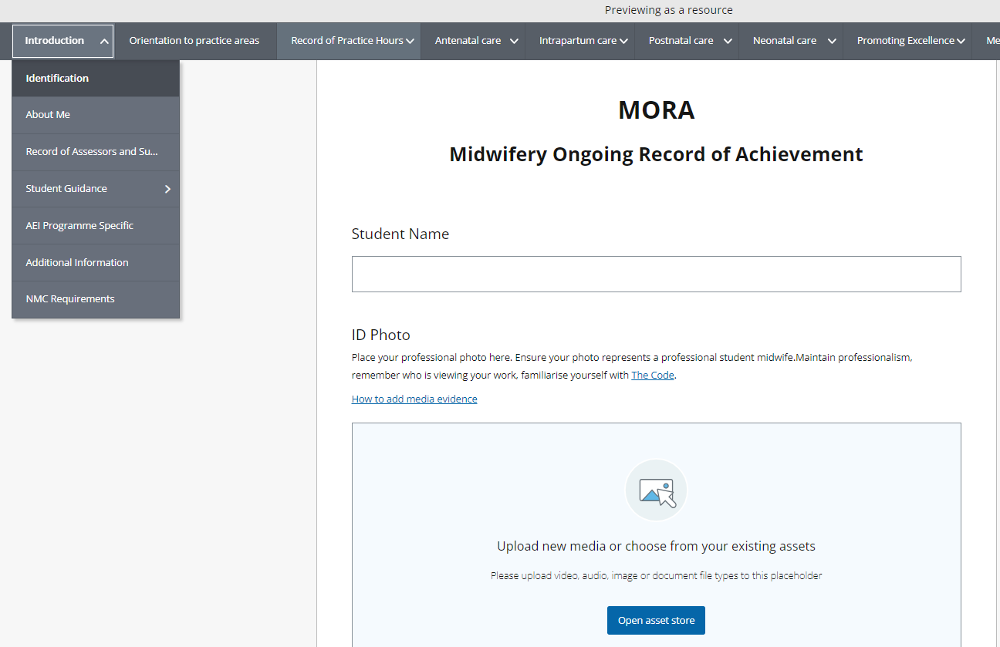 Previewing as a resource
Introduction Orientation to practice areas Record of Practice Hours Antenatal care Intrapartum care Postnatal care Neonatal care Promoting Excellence Me
Identification
About Me
Record of Assessors and Su...
Student Guidance
AEI Programme Specific
Additional Information
NMC Requirements
MORA
Midwifery Ongoing Record of Achievement
Student Name
ID Photo
Place your professional photo here. Ensure your photo represents a professional student midwife.Maintain professionalism,
remember who is viewing your work, familiarise yourself with The Code.
How to add media evidence
Upload new media or choose from your existing assets
Please upload video, audio, image or document file types to this placeholder
Open asset store